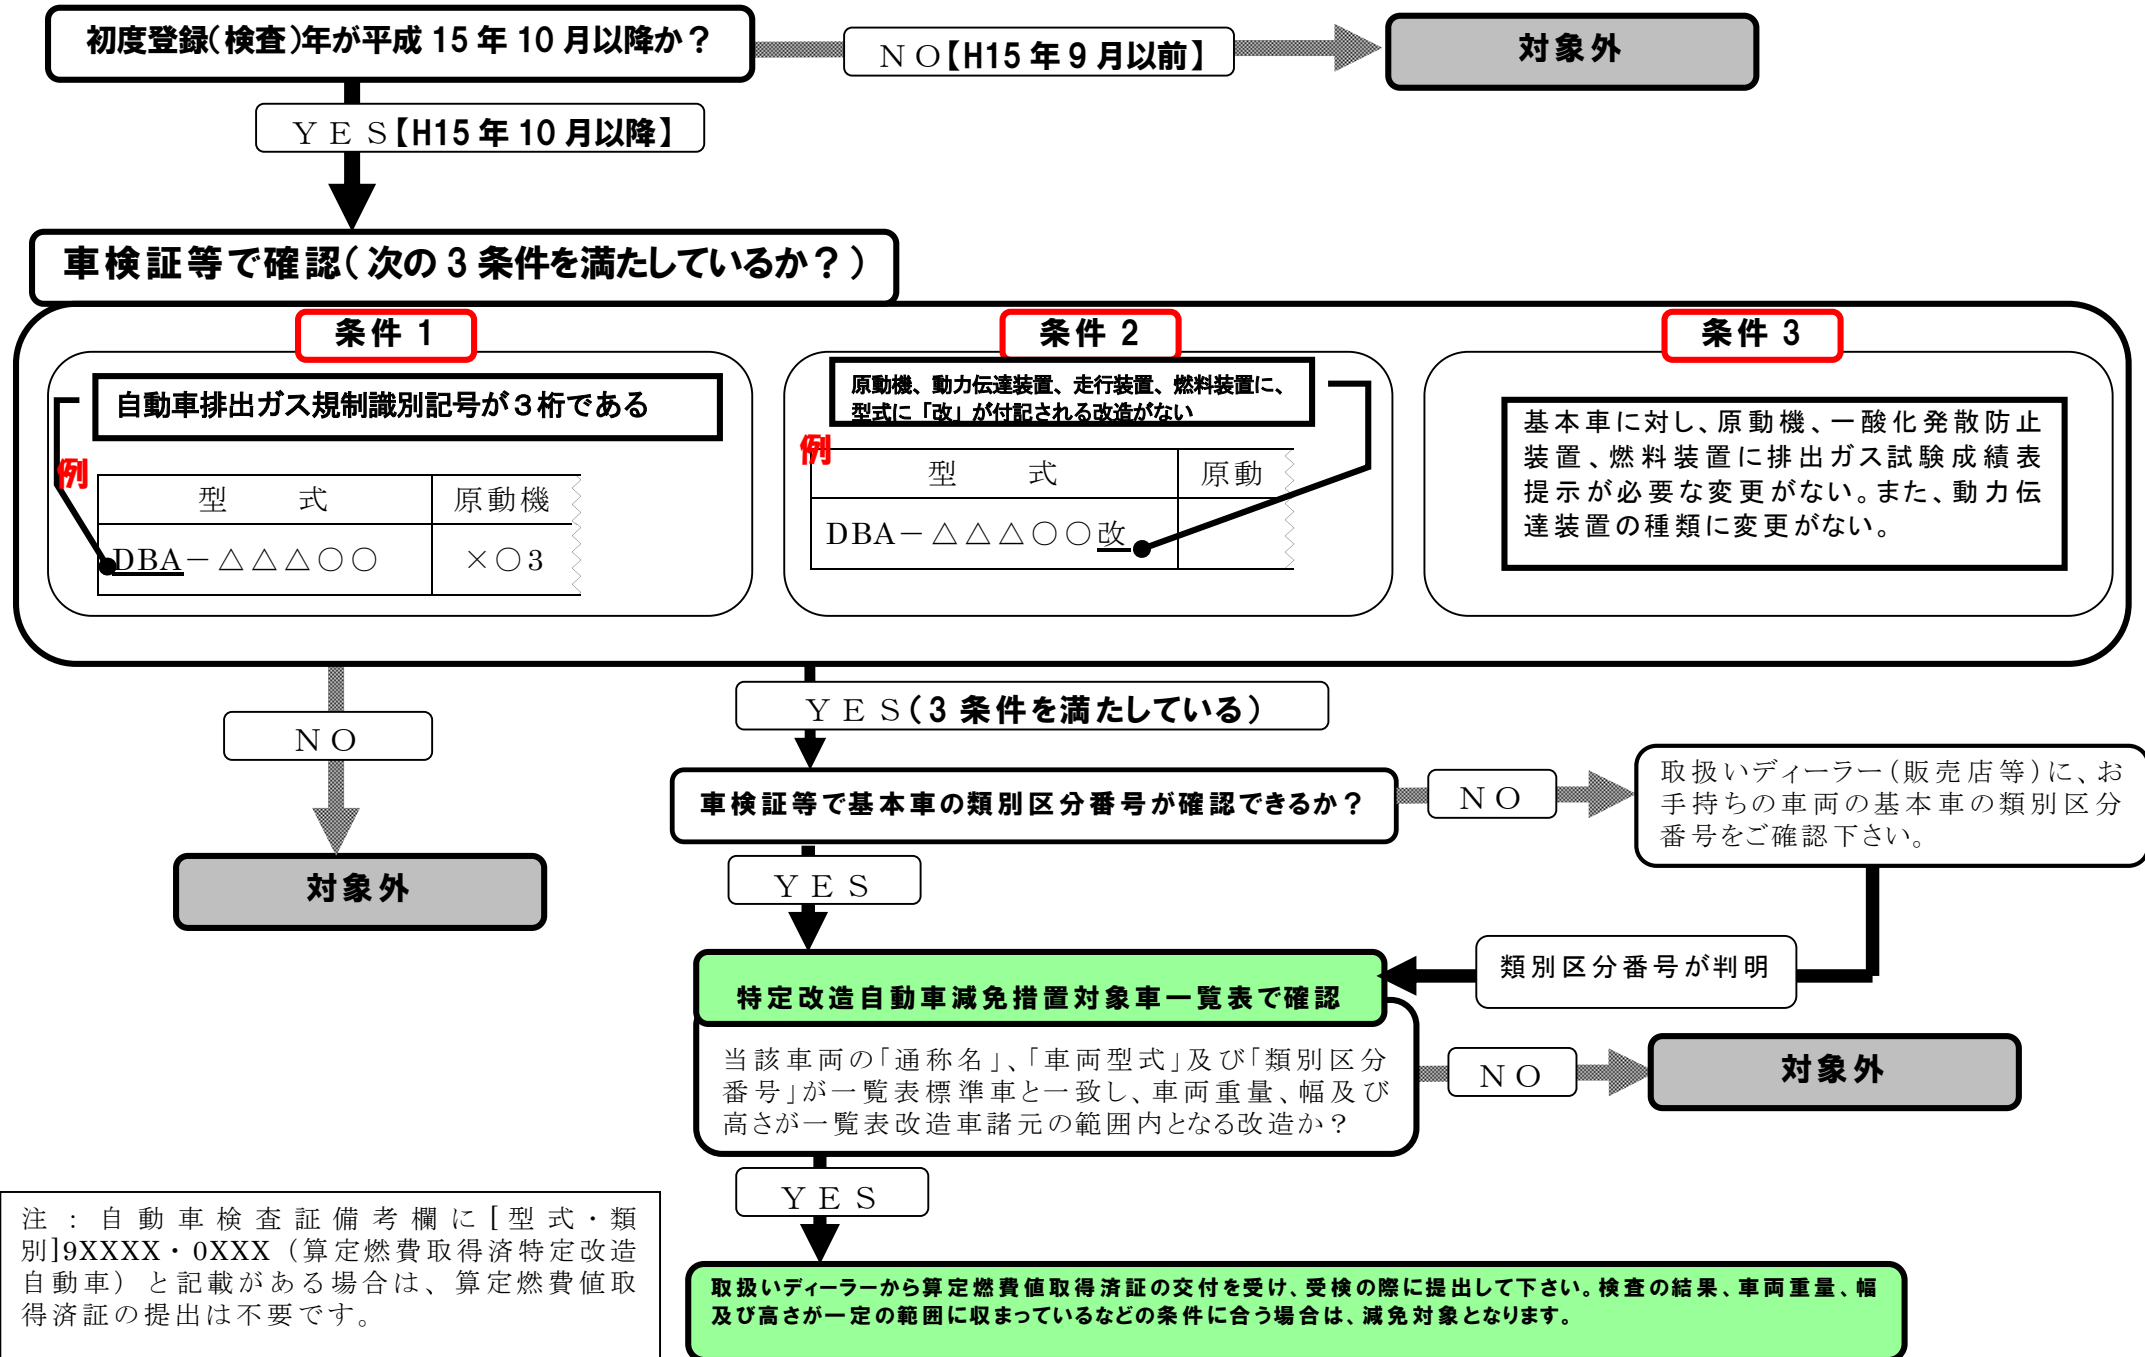 初度登録(検査)年が平成 15 年 10 月以降か？
ＮＯ【H15 年 9 月以前】
対象外
ＹＥＳ【H15 年 10 月以降】
車検証等で確認(次の 3 条件を満たしているか？)
条件 1
自動車排出ガス規制識別記号が３桁である
例
型　式
原動機
DBA－△△△○○
×○3
条件 2
原動機、動力伝達装置、走行装置、燃料装置に、
型式に「改」が付記される改造がない
例
型　式
原動
DBA－△△△○○改
条件 3
基本車に対し、原動機、一酸化発散防止
装置、燃料装置に排出ガス試験成績表
提示が必要な変更がない。また、動力伝
達装置の種類に変更がない。
ＮＯ
対象外
ＹＥＳ(3 条件を満たしている)
車検証等で基本車の類別区分番号が確認できるか？
ＮＯ
取扱いディーラー(販売店等)に、お
手持ちの車両の基本車の類別区分
番号をご確認下さい。
ＹＥＳ
類別区分番号が判明
特定改造自動車減免措置対象車一覧表で確認
当該車両の「通称名」、「車両型式」及び「類別区分
番号」が一覧表標準車と一致し、車両重量、幅及び
高さが一覧表改造車諸元の範囲内となる改造か？
ＮＯ
対象外
ＹＥＳ
取扱いディーラーから算定燃費値取得済証の交付を受け、受検の際に提出して下さい。検査の結果、車両重量、幅
及び高さが一定の範囲に収まっているなどの条件に合う場合は、減免対象となります。
注：自動車検査証備考欄に[型式・類
別]9XXXX・0XXX（算定燃費取得済特定改造
自動車）と記載がある場合は、算定燃費値取
得済証の提出は不要です。